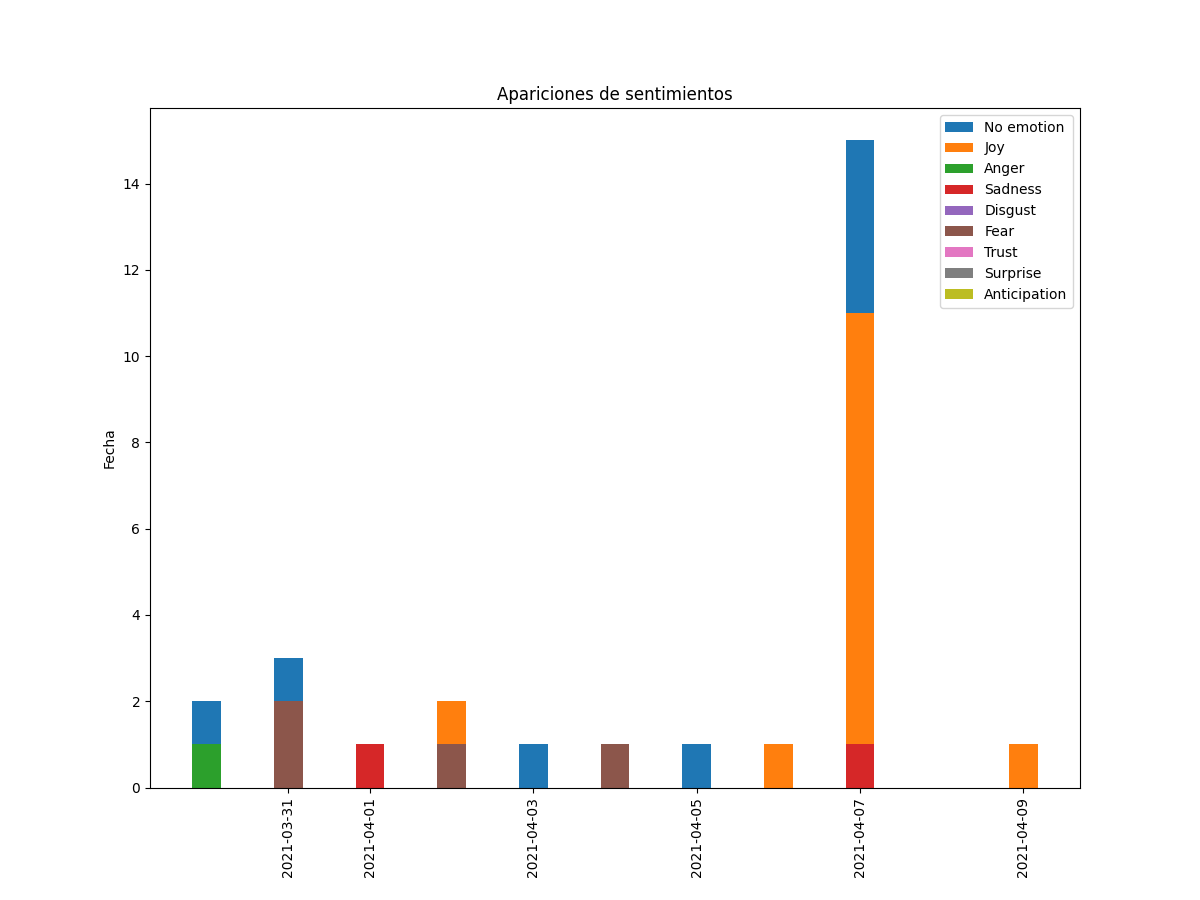 Apariciones de sentimientos
No emotion
Joy
Anger
Sadness
Disgust
Fear
Trust
Surprise
Anticipation
Fecha
14
12
10
8
6
4
2
0
2021-03-31
2021-04-01
2021-04-03
2021-04-05
2021-04-07
2021-04-09